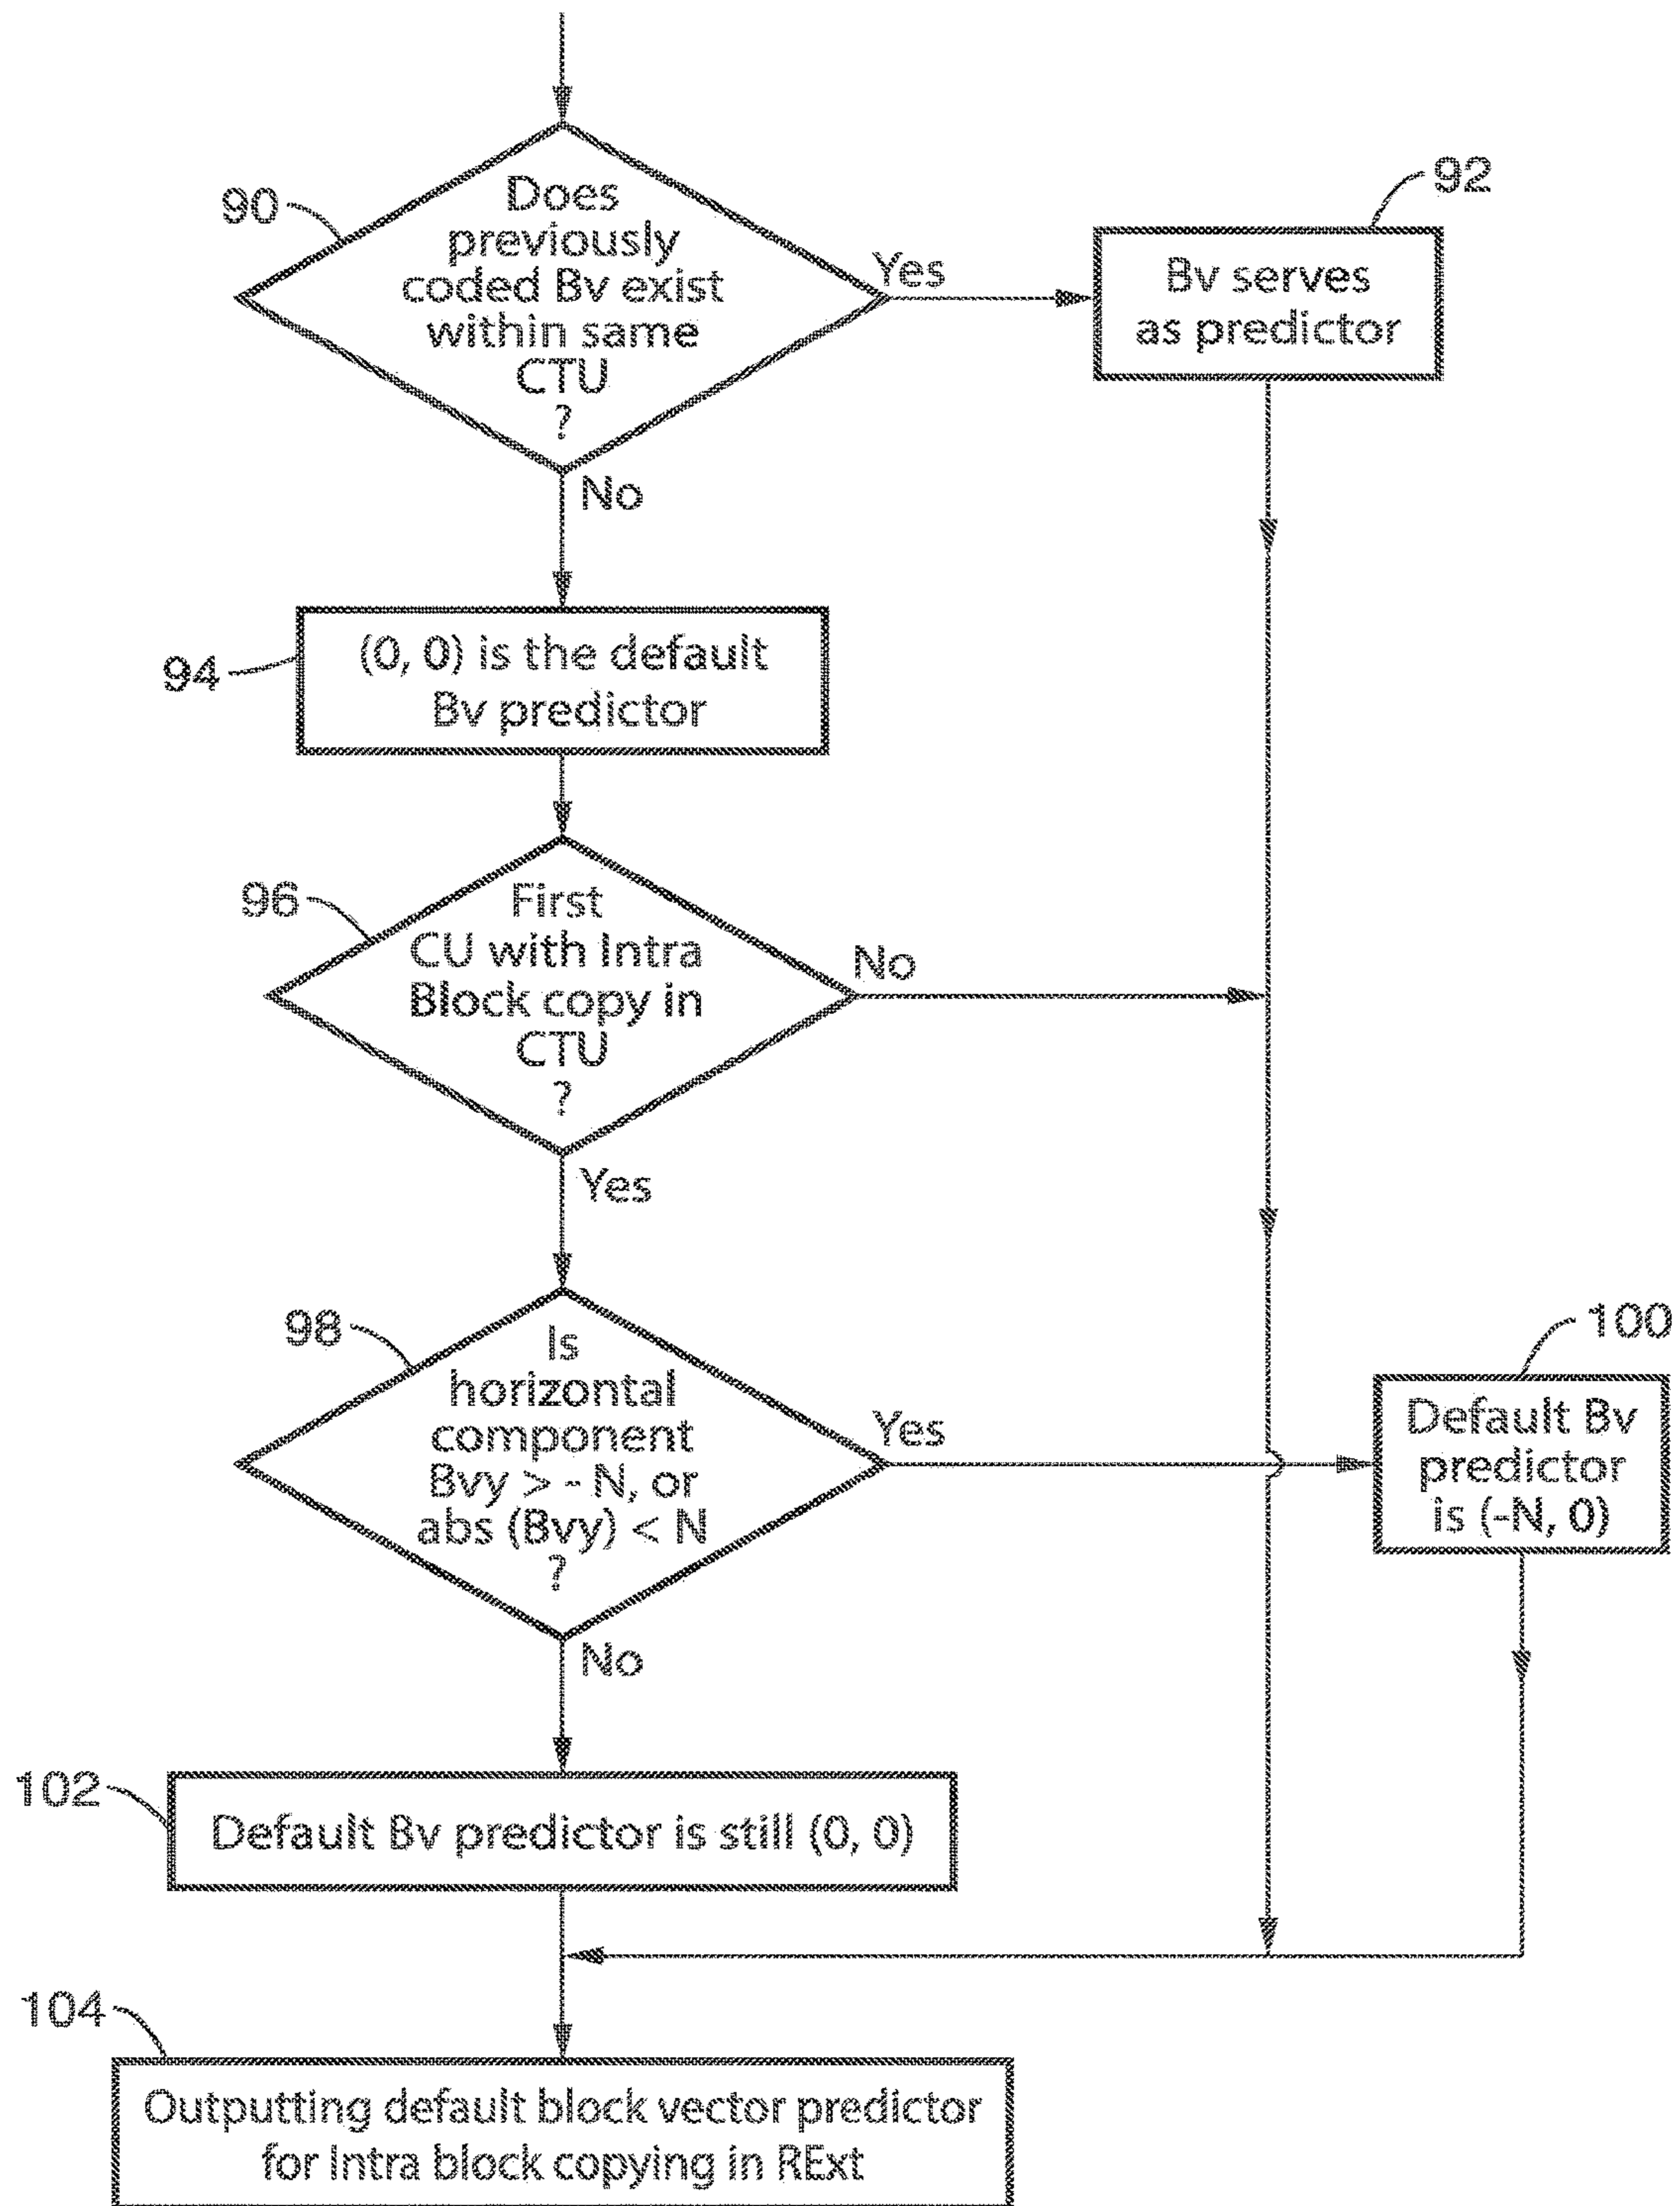 90
Does
previously
coded Bv exist
within same
CTU
?
Yes
No
92
Bv serves
as predictor
94
(0, 0) is the default
Bv predictor
96
First
CU with Intra
Block copy in
CTU
?
No
Yes
98
Is
horizontal
component
Bvy > - N, or
abs (Bvy) < N
?
Yes
No
100
Default Bv
predictor
is (-N, 0)
102
Default Bv predictor is still (0, 0)
104
Outputting default block vector predictor
for Intra block copying in RExt